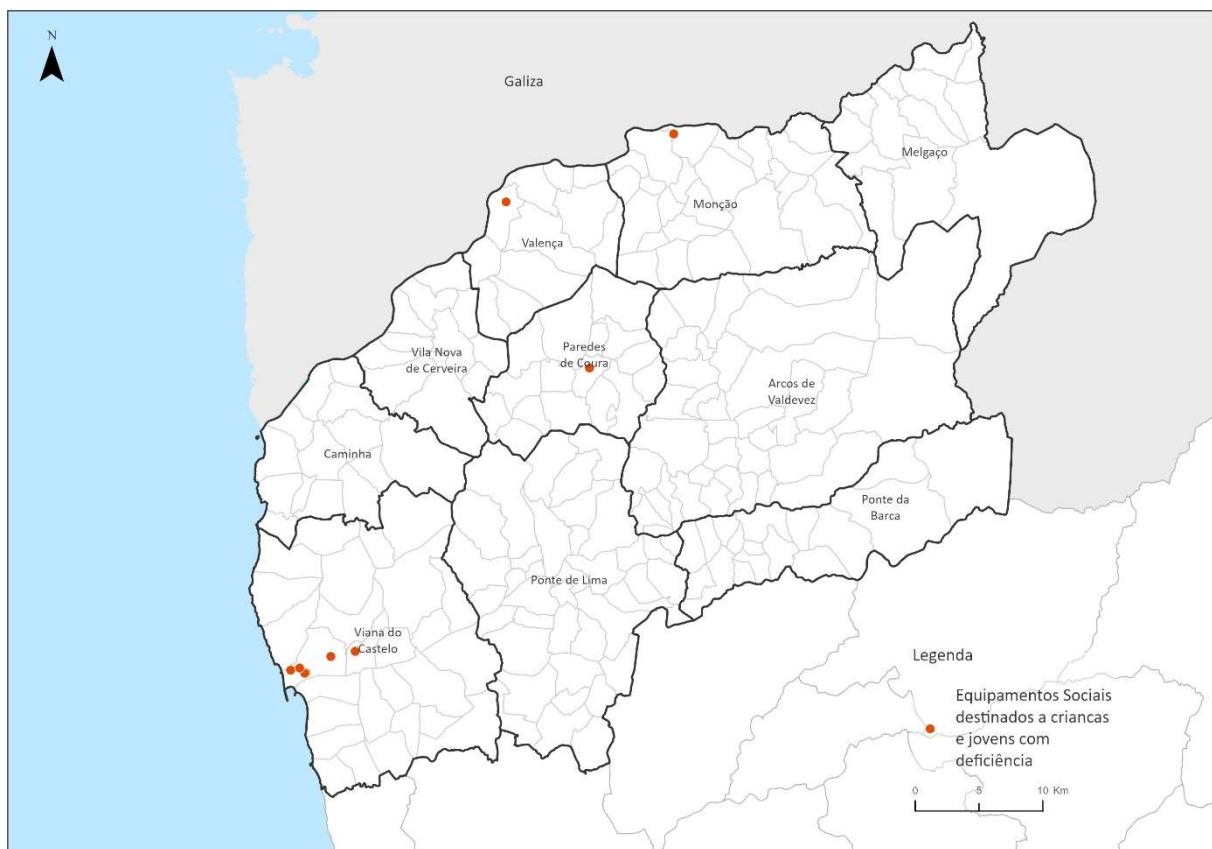 N
Galiza
Melgaço
Monção
Valença
Paredes
de Coura
Vila Nova
de Cerveira
Arcos de
Valdevez
Caminha
Ponte da
Barca
Ponte de Lima
Viana do
Castelo
Legenda
Equipamentos Sociais
destinados a criancas
e jovens com
deficiência
0 5 10 Km